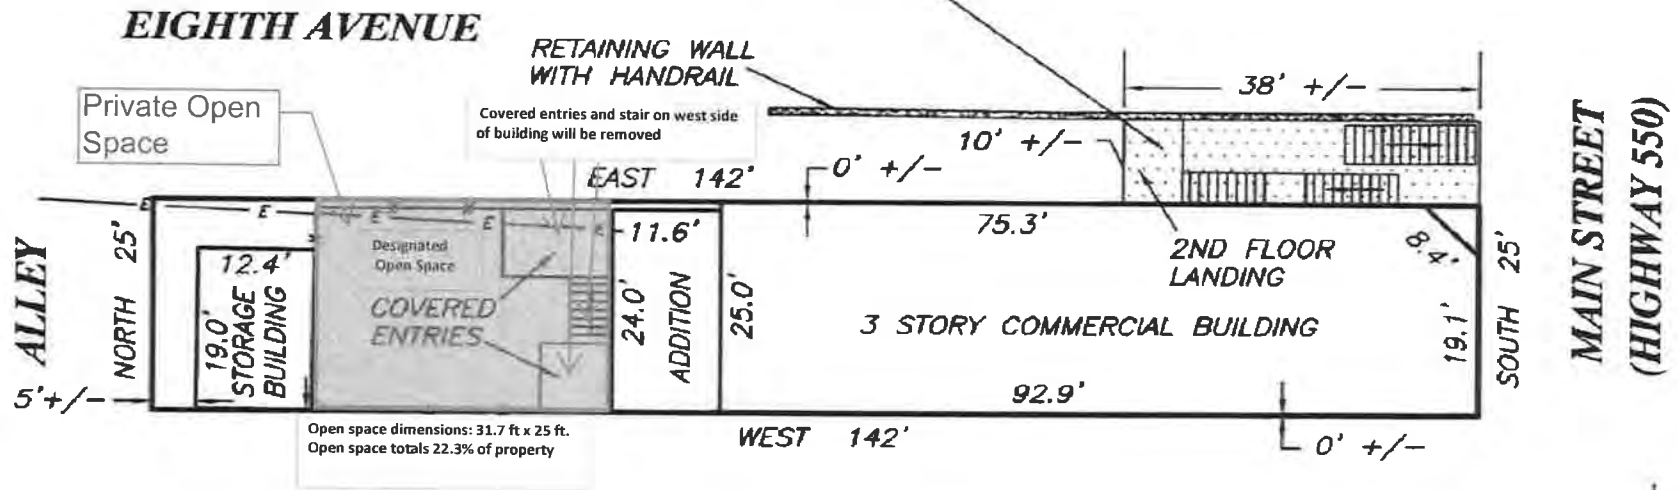 EIGHTH AVENUE
RETAINING WALL
WITH HANDRAIL
38' +/-
Private Open
Space
Covered entries and stair on west side
of building will be removed
10' +/-
0' +/-
EAST 142'
E
E
E
E
E
75.3'
11.6'
8.4'
2ND FLOOR
LANDING
Designated
Open Space
12.4'
COVERED
ENTRIES
ALLEY
NORTH 25'
19.0'
STORAGE
BUILDING
24.0'
ADDITION
25.0'
3 STORY COMMERCIAL BUILDING
19.1'
SOUTH 25'
MAIN STREET
(HIGHWAY 550)
5'+/-
92.9'
Open space dimensions: 31.7 ft x 25 ft.
Open space totals 22.3% of property
WEST 142'
0' +/-